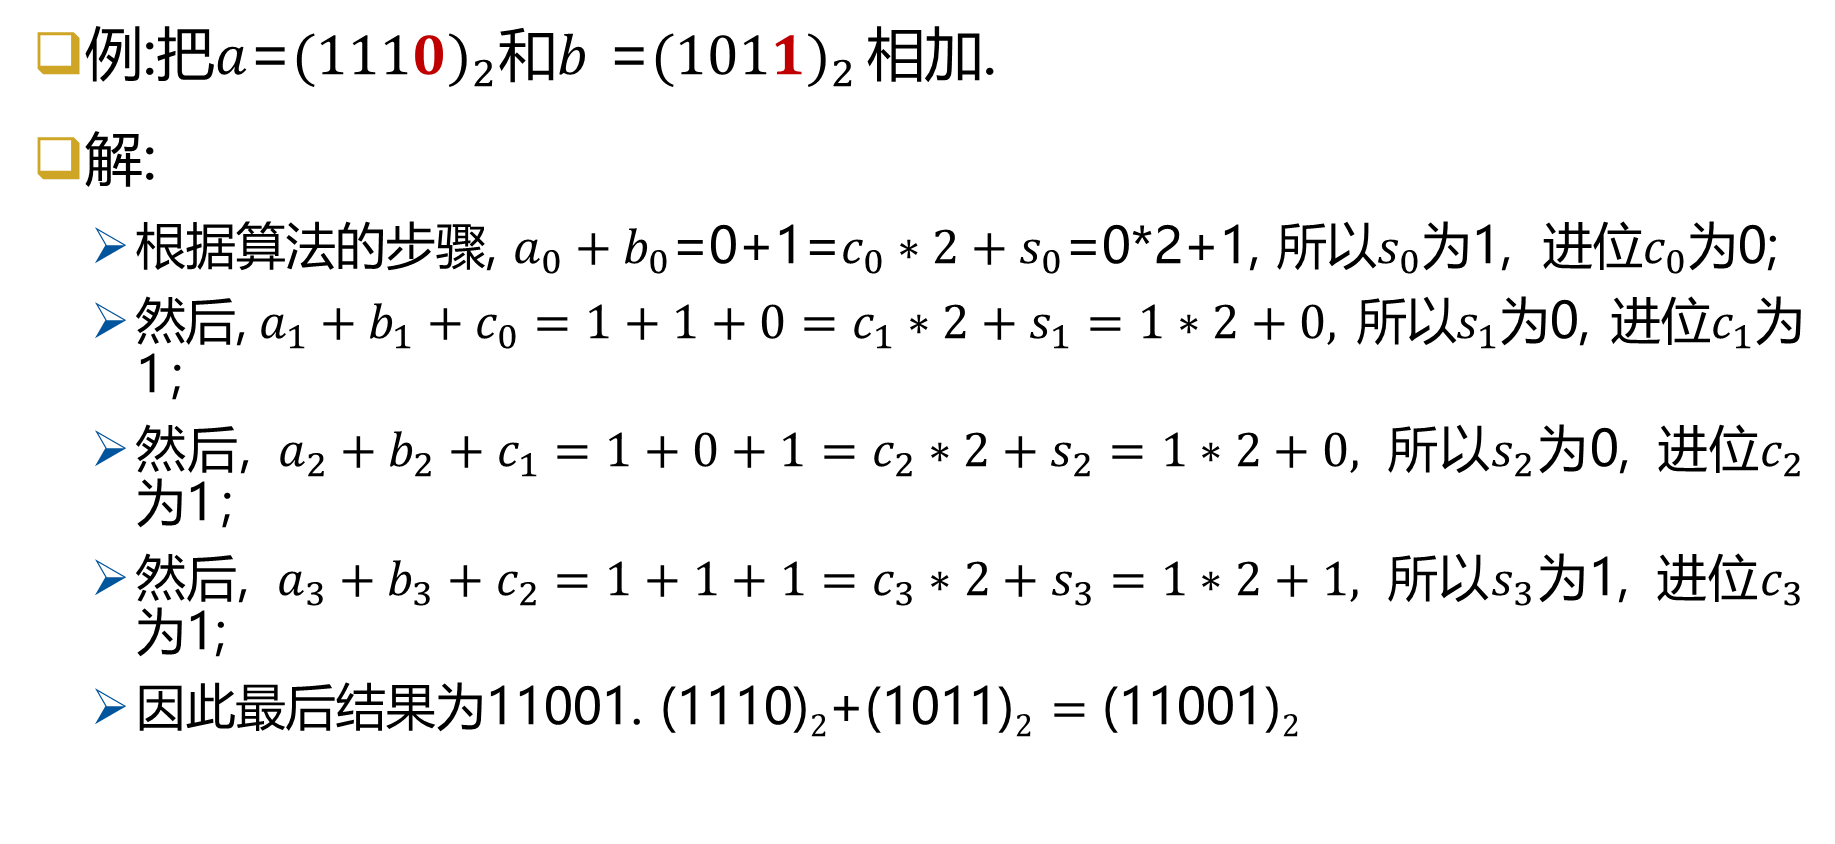 例:把a=(1110)₂和b =(1011)₂ 相加.
解:
根据算法的步骤, a₀ + b₀=0+1=c₀ ∗ 2 + s₀=0*2+1, 所以s₀为1, 进位c₀为0;
然后, a₁ + b₁ + c₀ = 1 + 1 + 0 = c₁ ∗ 2 + s₁ = 1 ∗ 2 + 0, 所以s₁为0, 进位c₁为
1;
然后, a₂ + b₂ + c₁ = 1 + 0 + 1 = c₂ ∗ 2 + s₂ = 1 ∗ 2 + 0, 所以s₂为0, 进位c₂
为1;
然后, a₃ + b₃ + c₂ = 1 + 1 + 1 = c₃ ∗ 2 + s₃ = 1 ∗ 2 + 1, 所以s₃为1, 进位c₃
为1;
因此最后结果为11001. (1110)₂+(1011)₂ = (11001)₂